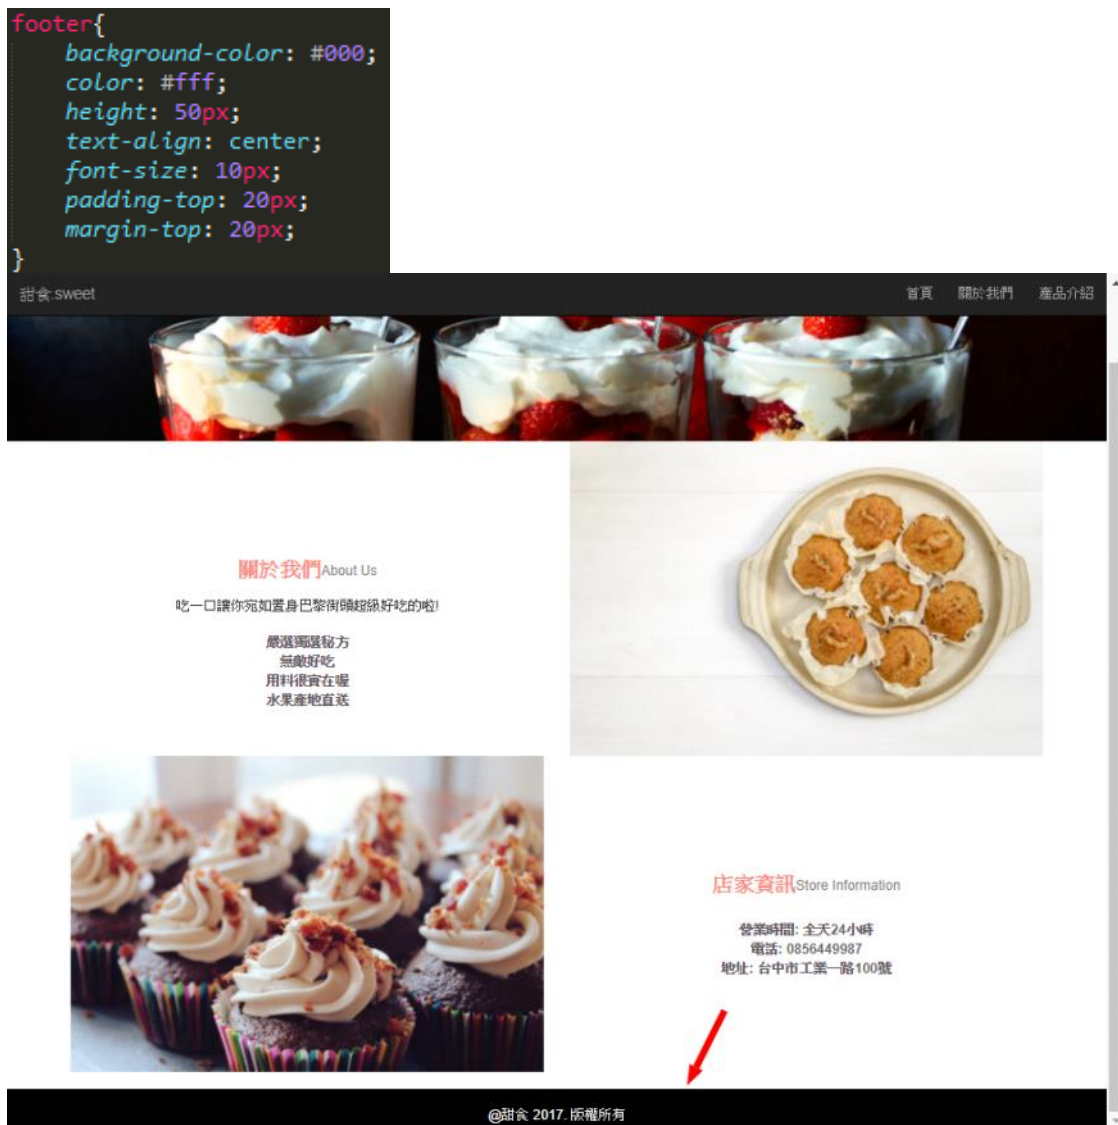 footer{
background-color: #000;
color: #fff;
height: 50px;
text-align: center;
font-size: 10px;
padding-top: 20px;
margin-top: 20px;
}
甜食.sweet 首頁 關於我們 產品介紹
關於我們About Us
吃一口讓你宛如置身巴黎街頭超級好吃的啦!
嚴選獨選秘方
無敵好吃
用料很實在喔
水果產地直送
店家資訊Store Information
營業時間: 全天24小時
電話: 0856449987
地址: 台中市工業一路100號
@甜食 2017. 版權所有